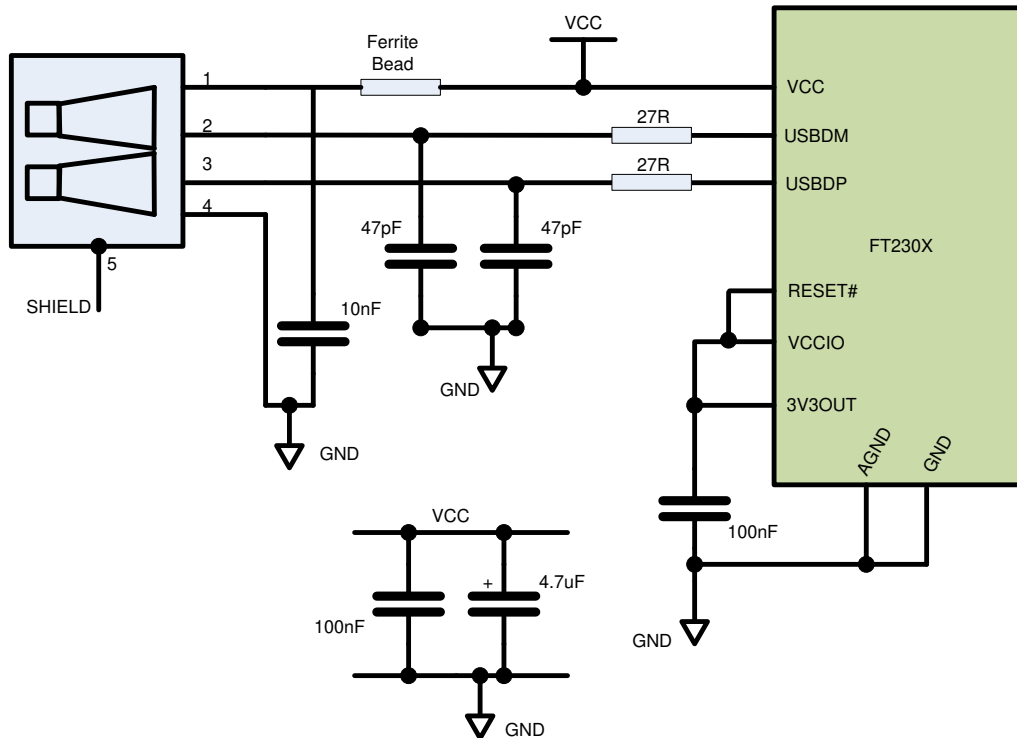 VCC
Ferrite
Bead
1
VCC
27R
2
USBDM
27R
3
USBDP
4
47pF
47pF
FT230X
5
SHIELD
RESET#
10nF
VCCIO
GND
3V3OUT
GND
AGND
GND
VCC
100nF
+
4.7uF
100nF
GND
GND